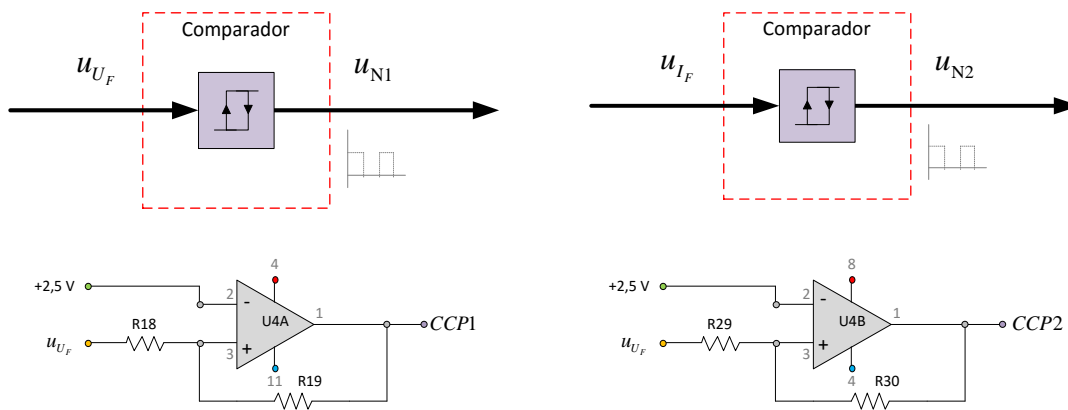 Comparador
u_{U_F}
u_{N1}
Comparador
u_{I_F}
u_{N2}
+2,5 V
4
2
-
U4A
1
CCP1
u_{U_F}
R18
3
+
11
R19
+2,5 V
8
2
-
U4B
1
CCP2
u_{U_F}
R29
3
+
4
R30